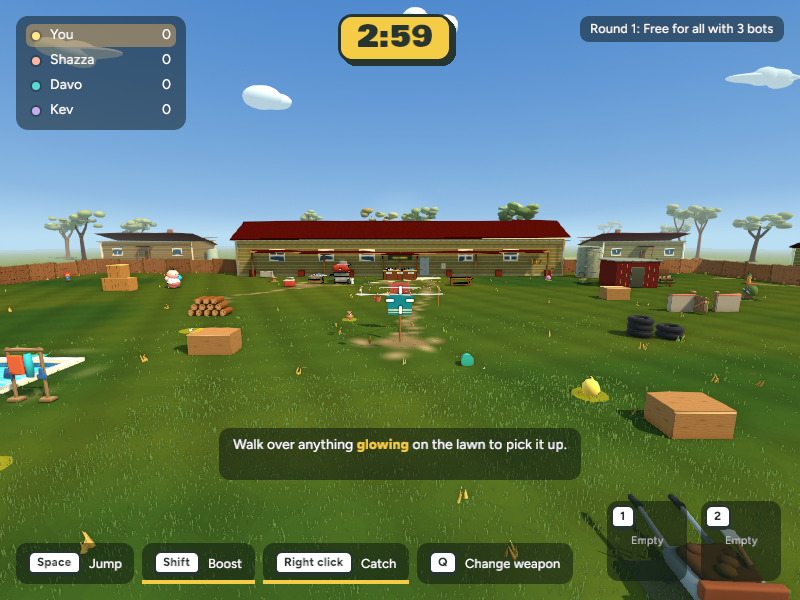 You 0
Shazza 0
Davo 0
Kev 0
2:59
Round 1: Free for all with 3 bots
Walk over anything glowing on the lawn to pick it up.
1 Empty
2 Empty
Space Jump
Shift Boost
Right click Catch
Q Change weapon